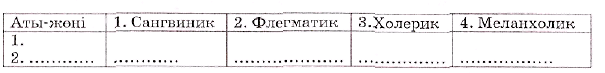 Аты-жөні 1. Сангвиник 2. Флегматик 3.Холерик 4. Меланхолик
1.
2. ............ ............ .................... ................ ................